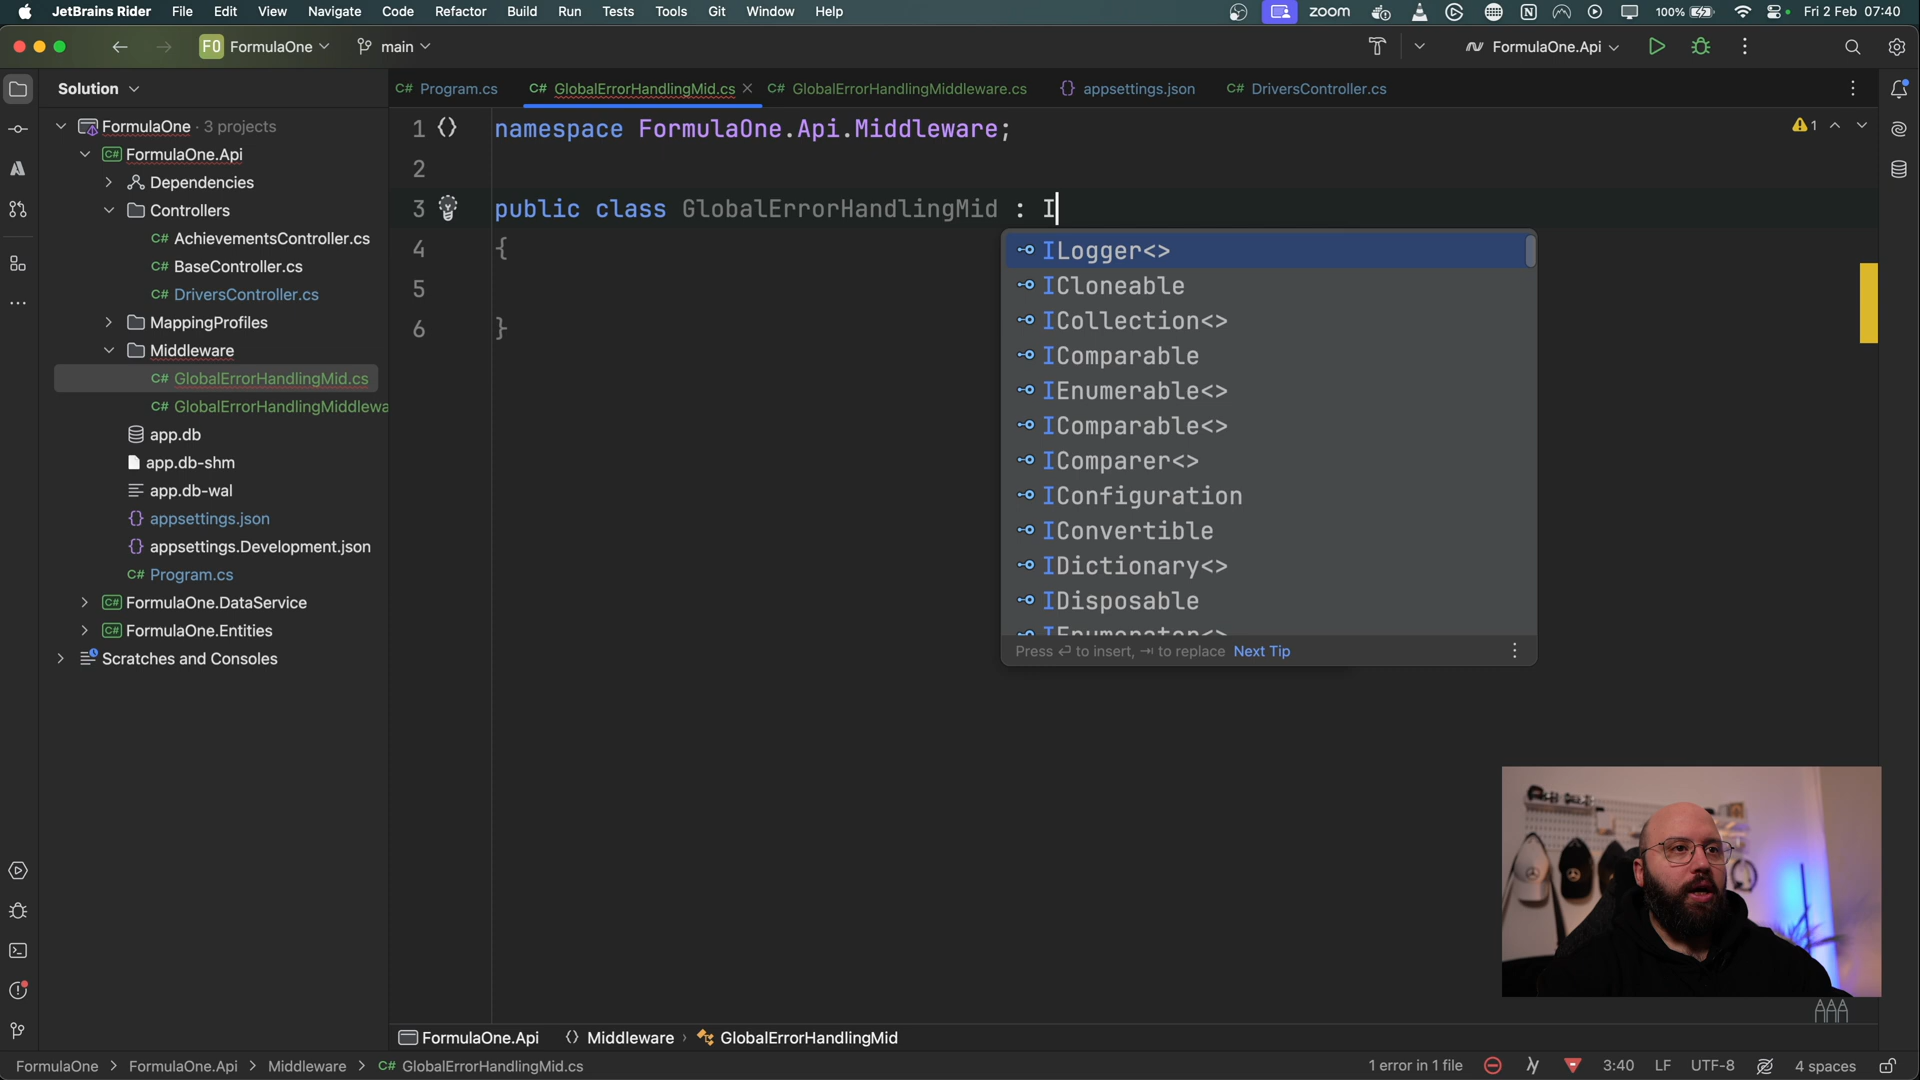 JetBrains Rider File Edit View Navigate Code Refactor Build Run Tests Tools Git Window Help zoom 100% Fri 2 Feb 07:40
F0 FormulaOne main FormulaOne.Api
Solution
C# Program.cs C# GlobalErrorHandlingMid.cs C# GlobalErrorHandlingMiddleware.cs {} appsettings.json C# DriversController.cs
FormulaOne · 3 projects
C# FormulaOne.Api
Dependencies
Controllers
C# AchievementsController.cs
C# BaseController.cs
C# DriversController.cs
MappingProfiles
Middleware
C# GlobalErrorHandlingMid.cs
C# GlobalErrorHandlingMiddlewa
app.db
app.db-shm
app.db-wal
{} appsettings.json
{} appsettings.Development.json
C# Program.cs
C# FormulaOne.DataService
C# FormulaOne.Entities
Scratches and Consoles
1 namespace FormulaOne.Api.Middleware;
1
2
3 public class GlobalErrorHandlingMid : I
4 {
5
6 }
ILogger<>
ICloneable
ICollection<>
IComparable
IEnumerable<>
IComparable<>
IComparer<>
IConfiguration
IConvertible
IDictionary<>
IDisposable
IEnumerator<>
Press ↵ to insert, ⇥ to replace Next Tip
FormulaOne.Api Middleware › GlobalErrorHandlingMid
FormulaOne > FormulaOne.Api > Middleware > C# GlobalErrorHandlingMid.cs 1 error in 1 file 3:40 LF UTF-8 4 spaces